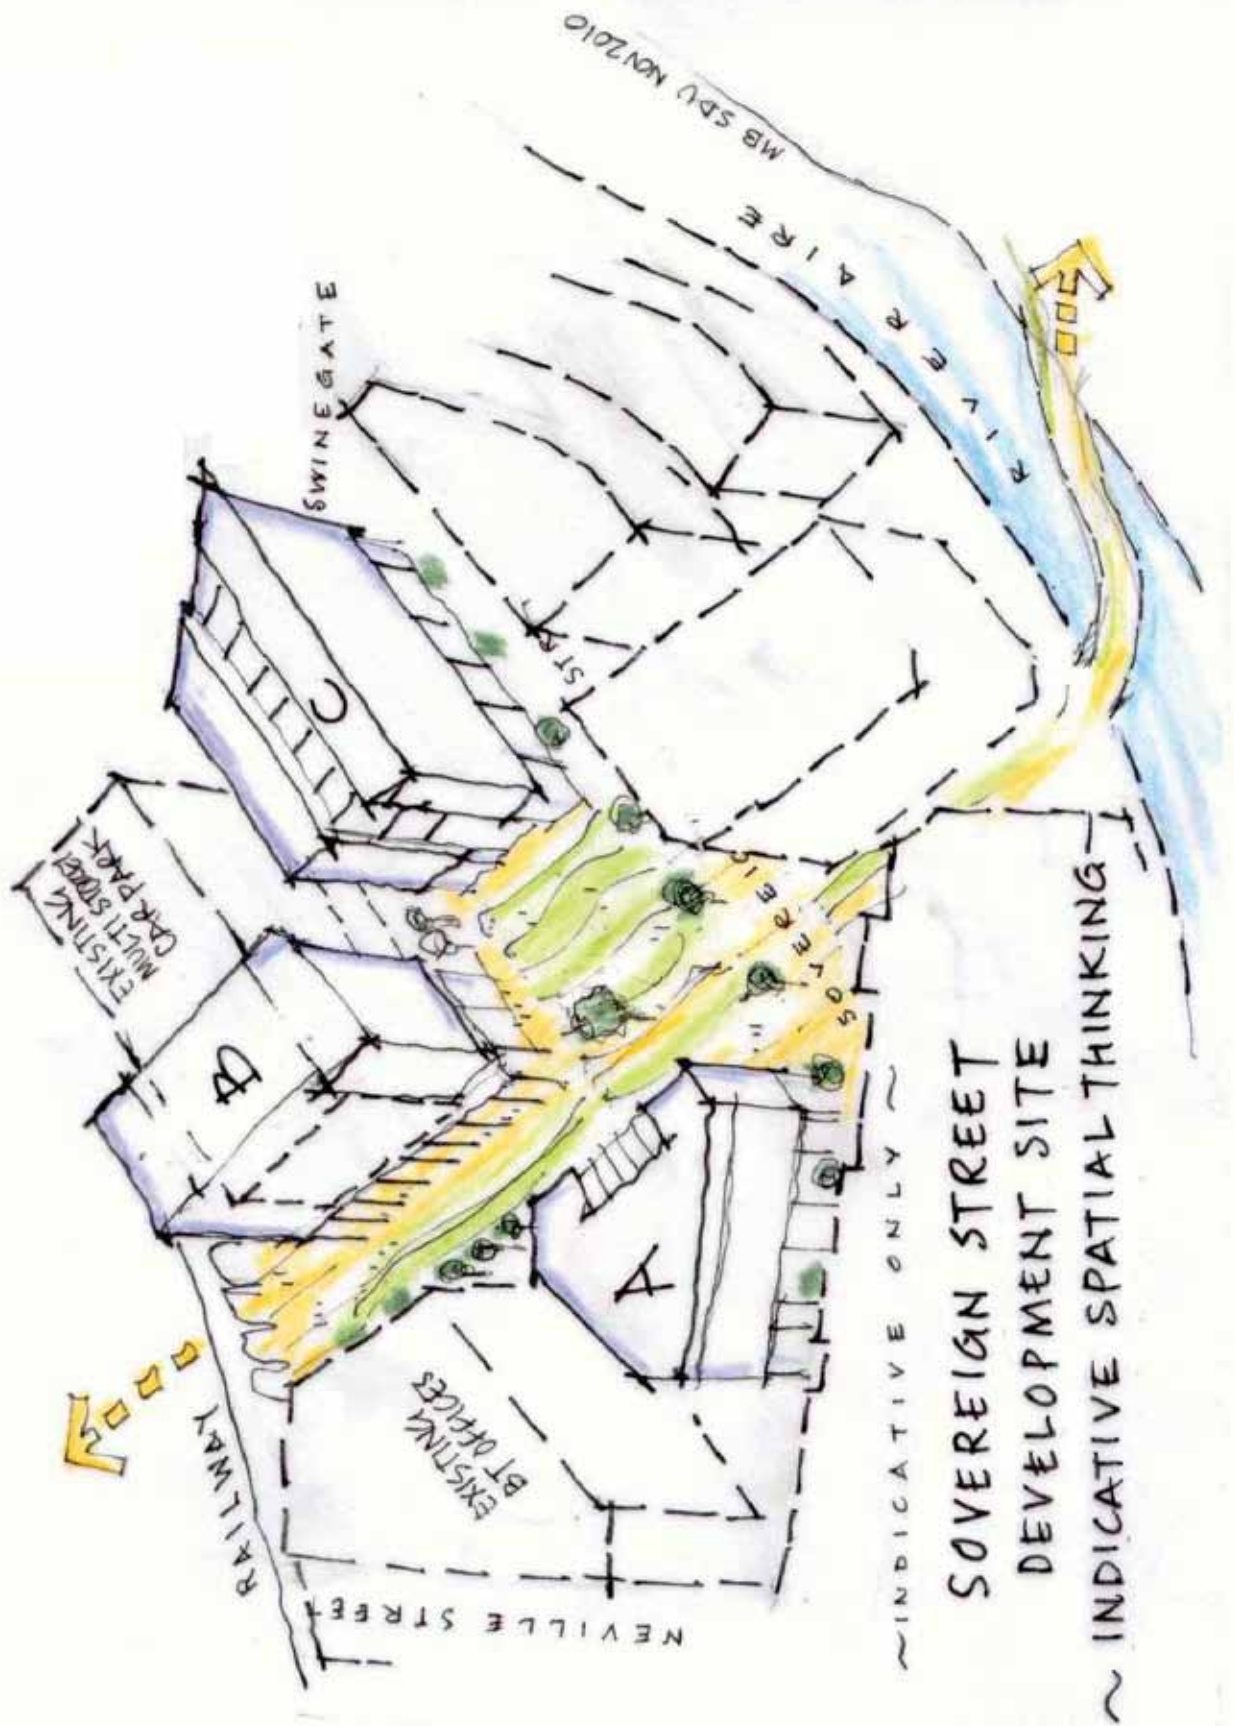 RAILWAY
EXISTING
MULTI STOREY
CAR PARK
SWINEGATE
B
C
EXISTING
BT OFFICES
A
NEVILLE STREET
SOVEREIGN
STR
RIVER AIRE
MB SDU NOV 2010
~INDICATIVE ONLY~
SOVEREIGN STREET
DEVELOPMENT SITE
~ INDICATIVE SPATIAL THINKING ~